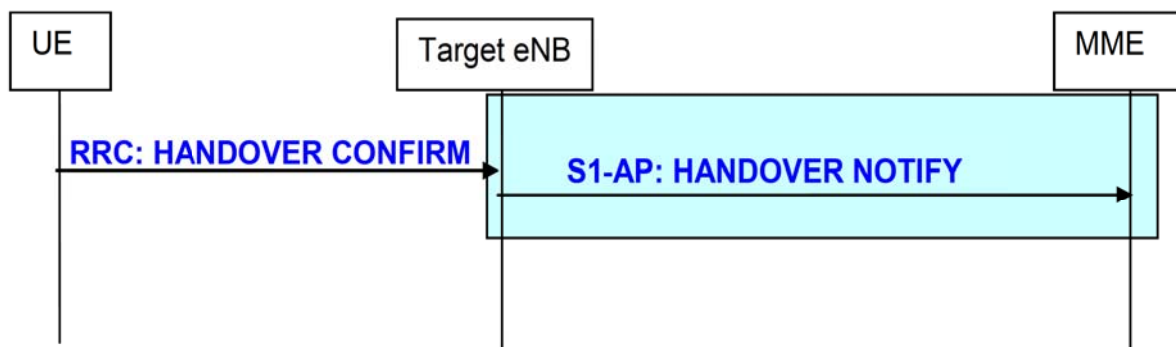 UE
Target eNB
MME
RRC: HANDOVER CONFIRM
S1-AP: HANDOVER NOTIFY